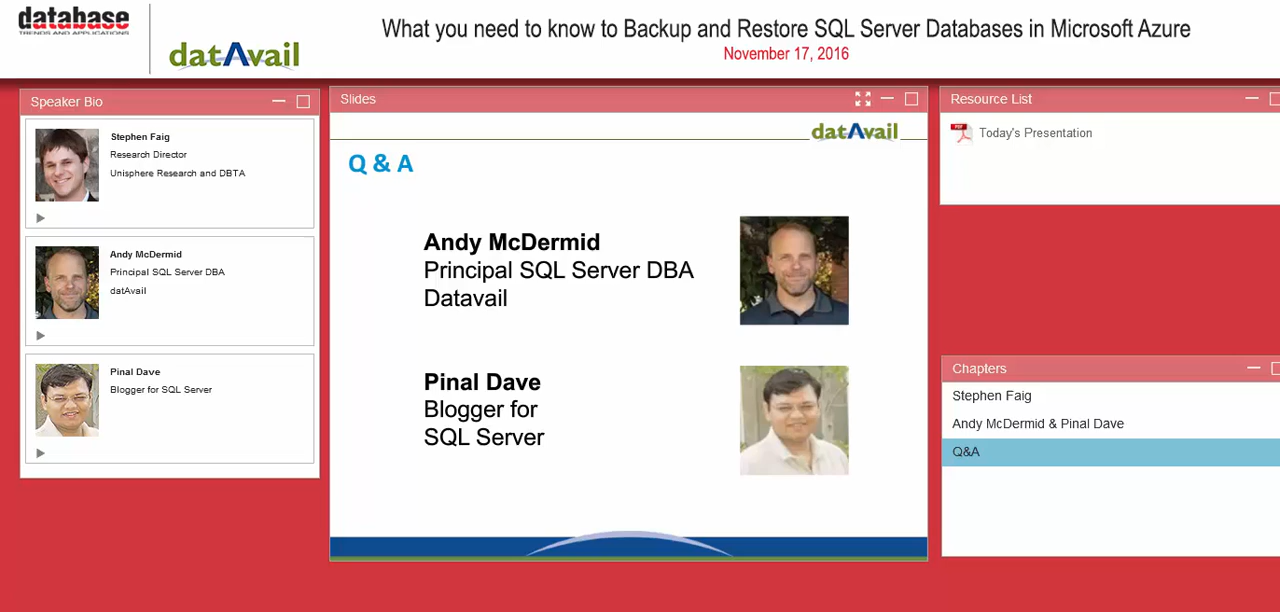 database
TRENDS AND APPLICATIONS
datAvail
What you need to know to Backup and Restore SQL Server Databases in Microsoft Azure
November 17, 2016
Speaker Bio
Stephen Faig
Research Director
Unisphere Research and DBTA
Andy McDermid
Principal SQL Server DBA
datAvail
Pinal Dave
Blogger for SQL Server
Slides
datAvail
Q & A
Andy McDermid
Principal SQL Server DBA
Datavail
Pinal Dave
Blogger for
SQL Server
Resource List
PDF
Today's Presentation
Chapters
Stephen Faig
Andy McDermid & Pinal Dave
Q&A